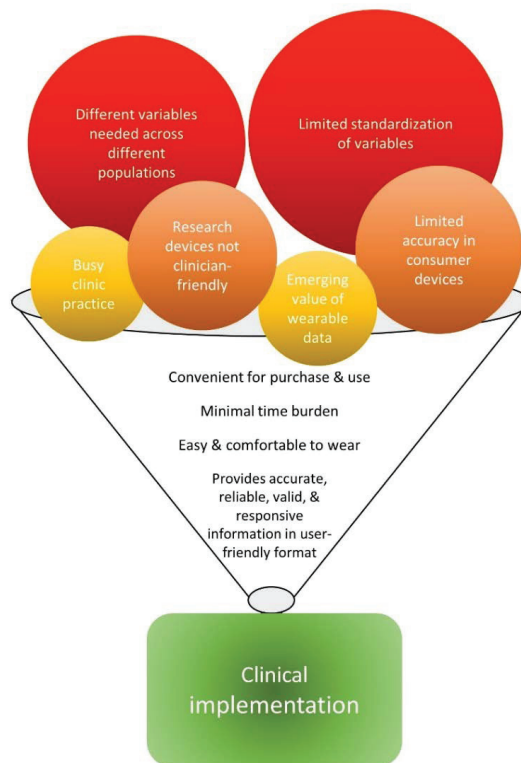 Different variables
needed across
different
populations
Limited standardization
of variables
Research
devices not
clinician-
friendly
Limited
accuracy in
consumer
devices
Busy
clinic
practice
Emerging
value of
wearable
data
Convenient for purchase & use
Minimal time burden
Easy & comfortable to wear
Provides accurate,
reliable, valid, &
responsive
information in user-
friendly format
Clinical
implementation